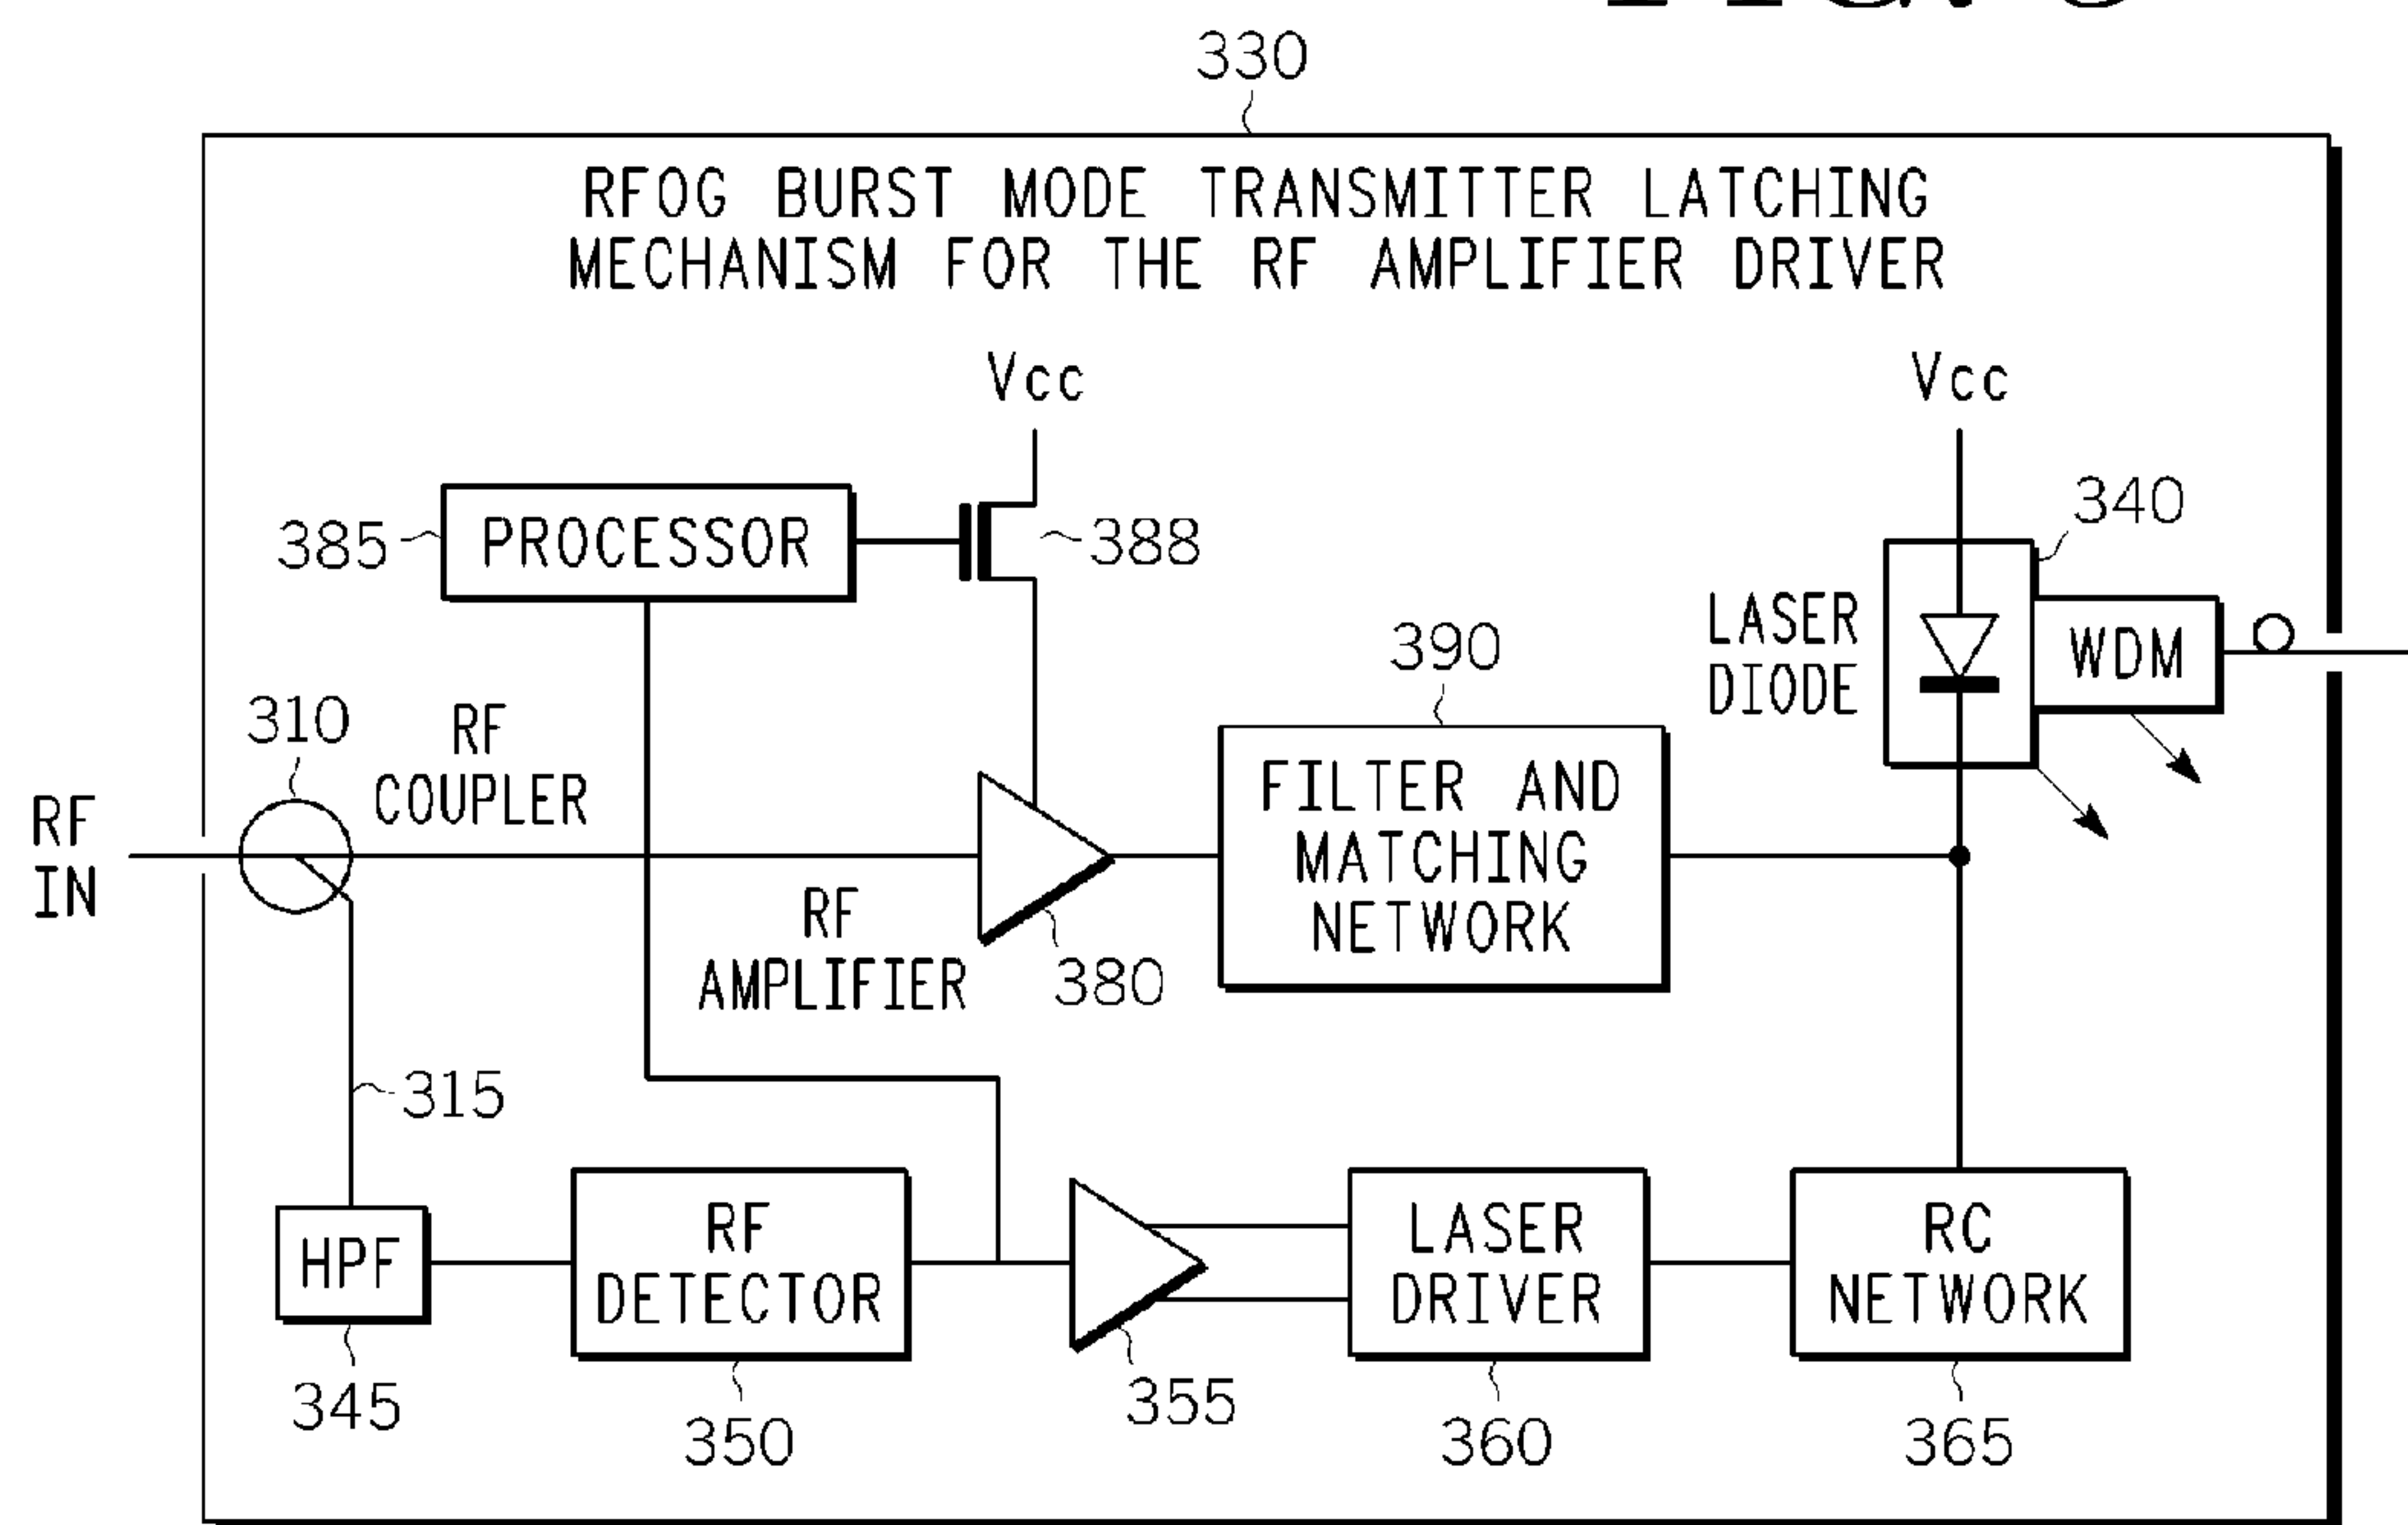 330
RFOG BURST MODE TRANSMITTER LATCHING
MECHANISM FOR THE RF AMPLIFIER DRIVER
Vcc
Vcc
340
385
PROCESSOR
388
LASER
DIODE
WDM
390
310
RF
COUPLER
RF
IN
FILTER AND
MATCHING
NETWORK
RF
AMPLIFIER
380
315
HPF
RF
DETECTOR
LASER
DRIVER
RC
NETWORK
345
350
355
360
365